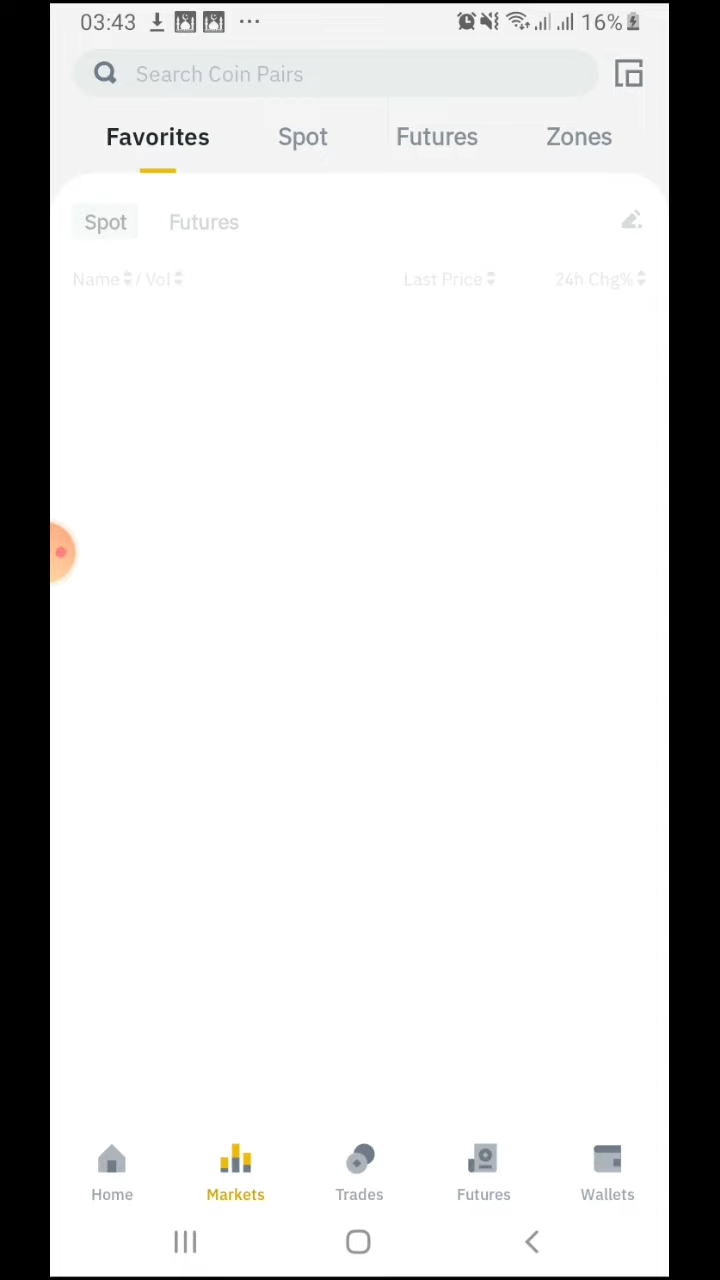 03:43 ... 16%
Search Coin Pairs
Favorites Spot Futures Zones
Spot Futures
Name / Vol Last Price 24h Chg%
Home Markets Trades Futures Wallets